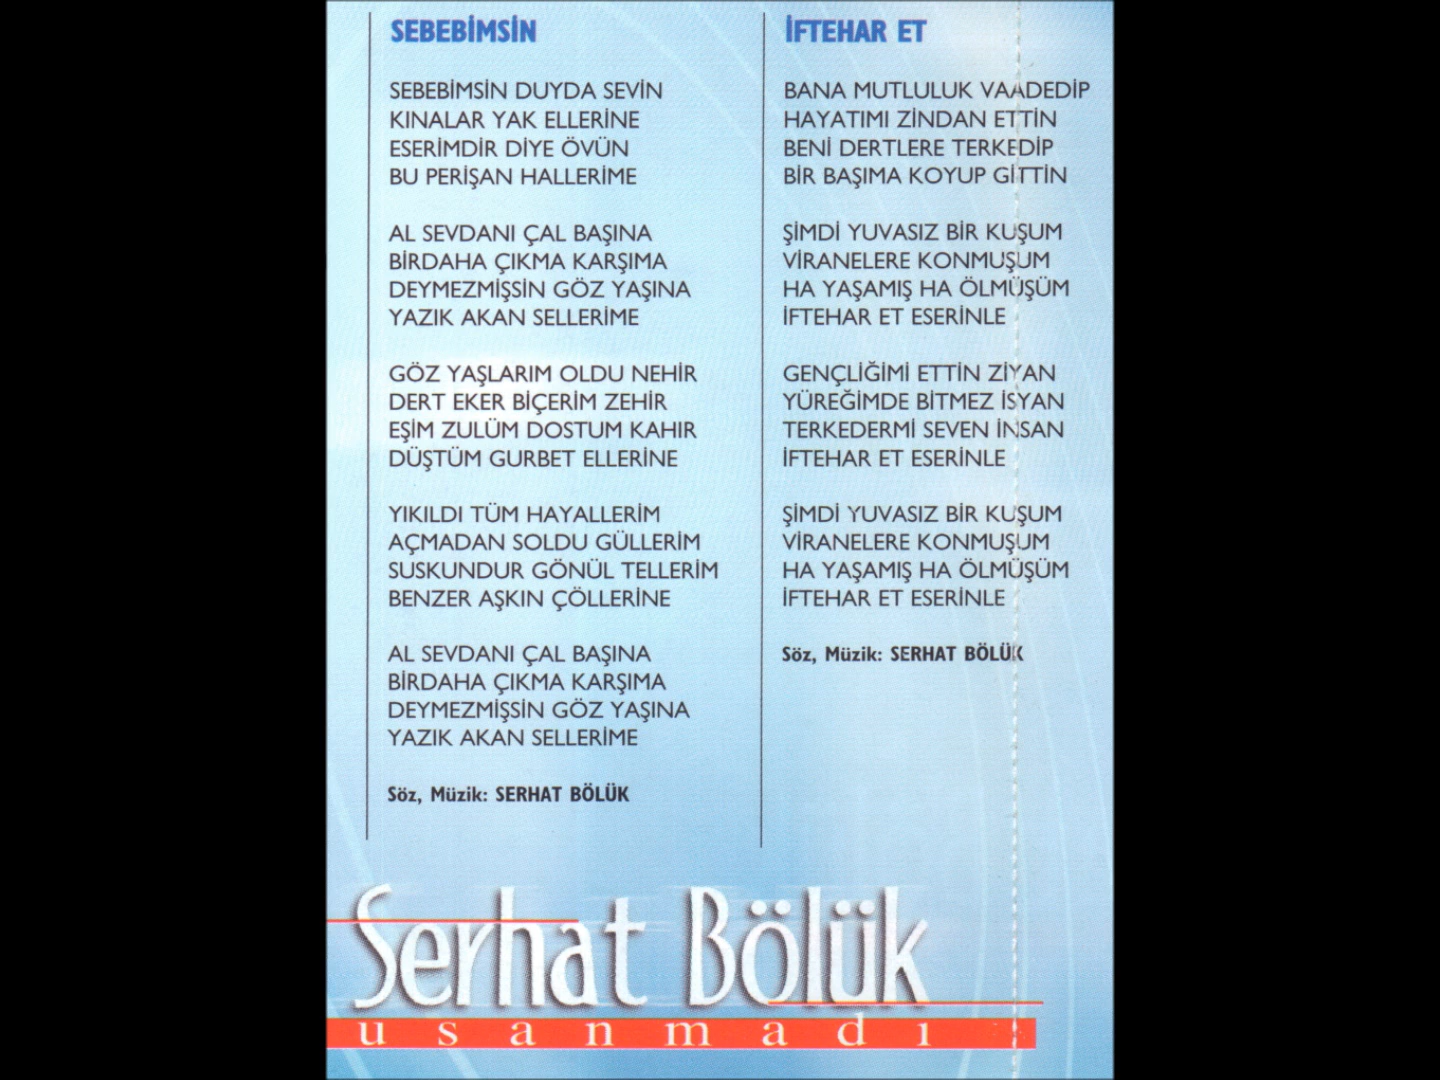 SEBEBİMSİN
SEBEBİMSİN DUYDA SEVİN
KINALAR YAK ELLERİNE
ESERİMDİR DİYE ÖVÜN
BU PERİŞAN HALLERİME
AL SEVDANI ÇAL BAŞINA
BİRDAHA ÇIKMA KARŞIMA
DEYMEZMİŞSİN GÖZ YAŞINA
YAZIK AKAN SELLERİME
GÖZ YAŞLARIM OLDU NEHİR
DERT EKER BİÇERİM ZEHİR
EŞİM ZULÜM DOSTUM KAHIR
DÜŞTÜM GURBET ELLERİNE
YIKILDI TÜM HAYALLERİM
AÇMADAN SOLDU GÜLLERİM
SUSKUNDUR GÖNÜL TELLERİM
BENZER AŞKIN ÇÖLLERİNE
AL SEVDANI ÇAL BAŞINA
BİRDAHA ÇIKMA KARŞIMA
DEYMEZMİŞSİN GÖZ YAŞINA
YAZIK AKAN SELLERİME
Söz, Müzik: SERHAT BÖLÜK
İFTEHAR ET
BANA MUTLULUK VAADEDİP
HAYATIMI ZİNDAN ETTİN
BENİ DERTLERE TERKEDİP
BİR BAŞIMA KOYUP GİTTİN
ŞİMDİ YUVASIZ BİR KUŞUM
VİRANELERE KONMUŞUM
HA YAŞAMIŞ HA ÖLMÜŞÜM
İFTEHAR ET ESERİNLE
GENÇLİĞİMİ ETTİN ZİYAN
YÜREĞİMDE BİTMEZ İSYAN
TERKEDERMİ SEVEN İNSAN
İFTEHAR ET ESERİNLE
ŞİMDİ YUVASIZ BİR KUŞUM
VİRANELERE KONMUŞUM
HA YAŞAMIŞ HA ÖLMÜŞÜM
İFTEHAR ET ESERİNLE
Söz, Müzik: SERHAT BÖLÜK
Serhat Bölük
usanmadı